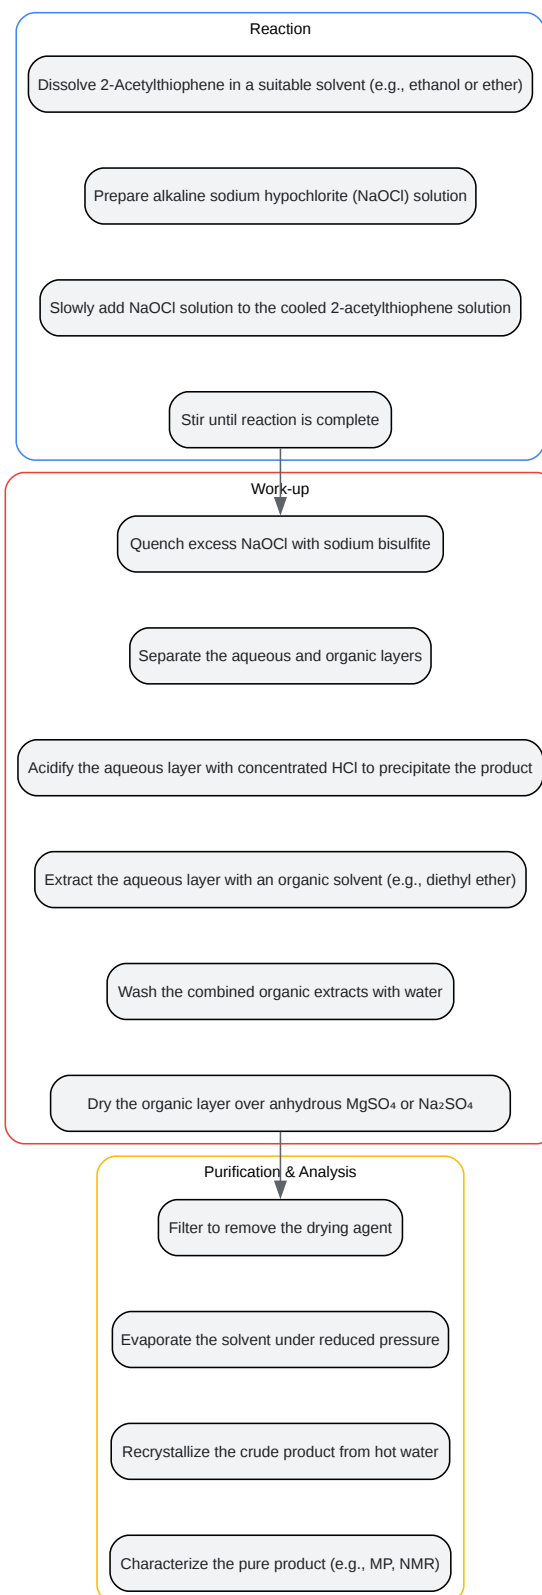 Reaction
Dissolve 2-Acetylthiophene in a suitable solvent (e.g., ethanol or ether)
Prepare alkaline sodium hypochlorite (NaOCl) solution
Slowly add NaOCl solution to the cooled 2-acetylthiophene solution
Stir until reaction is complete
Work-up
Quench excess NaOCl with sodium bisulfite
Separate the aqueous and organic layers
Acidify the aqueous layer with concentrated HCl to precipitate the product
Extract the aqueous layer with an organic solvent (e.g., diethyl ether)
Wash the combined organic extracts with water
Dry the organic layer over anhydrous MgSO₄ or Na₂SO₄
Purification & Analysis
Filter to remove the drying agent
Evaporate the solvent under reduced pressure
Recrystallize the crude product from hot water
Characterize the pure product (e.g., MP, NMR)